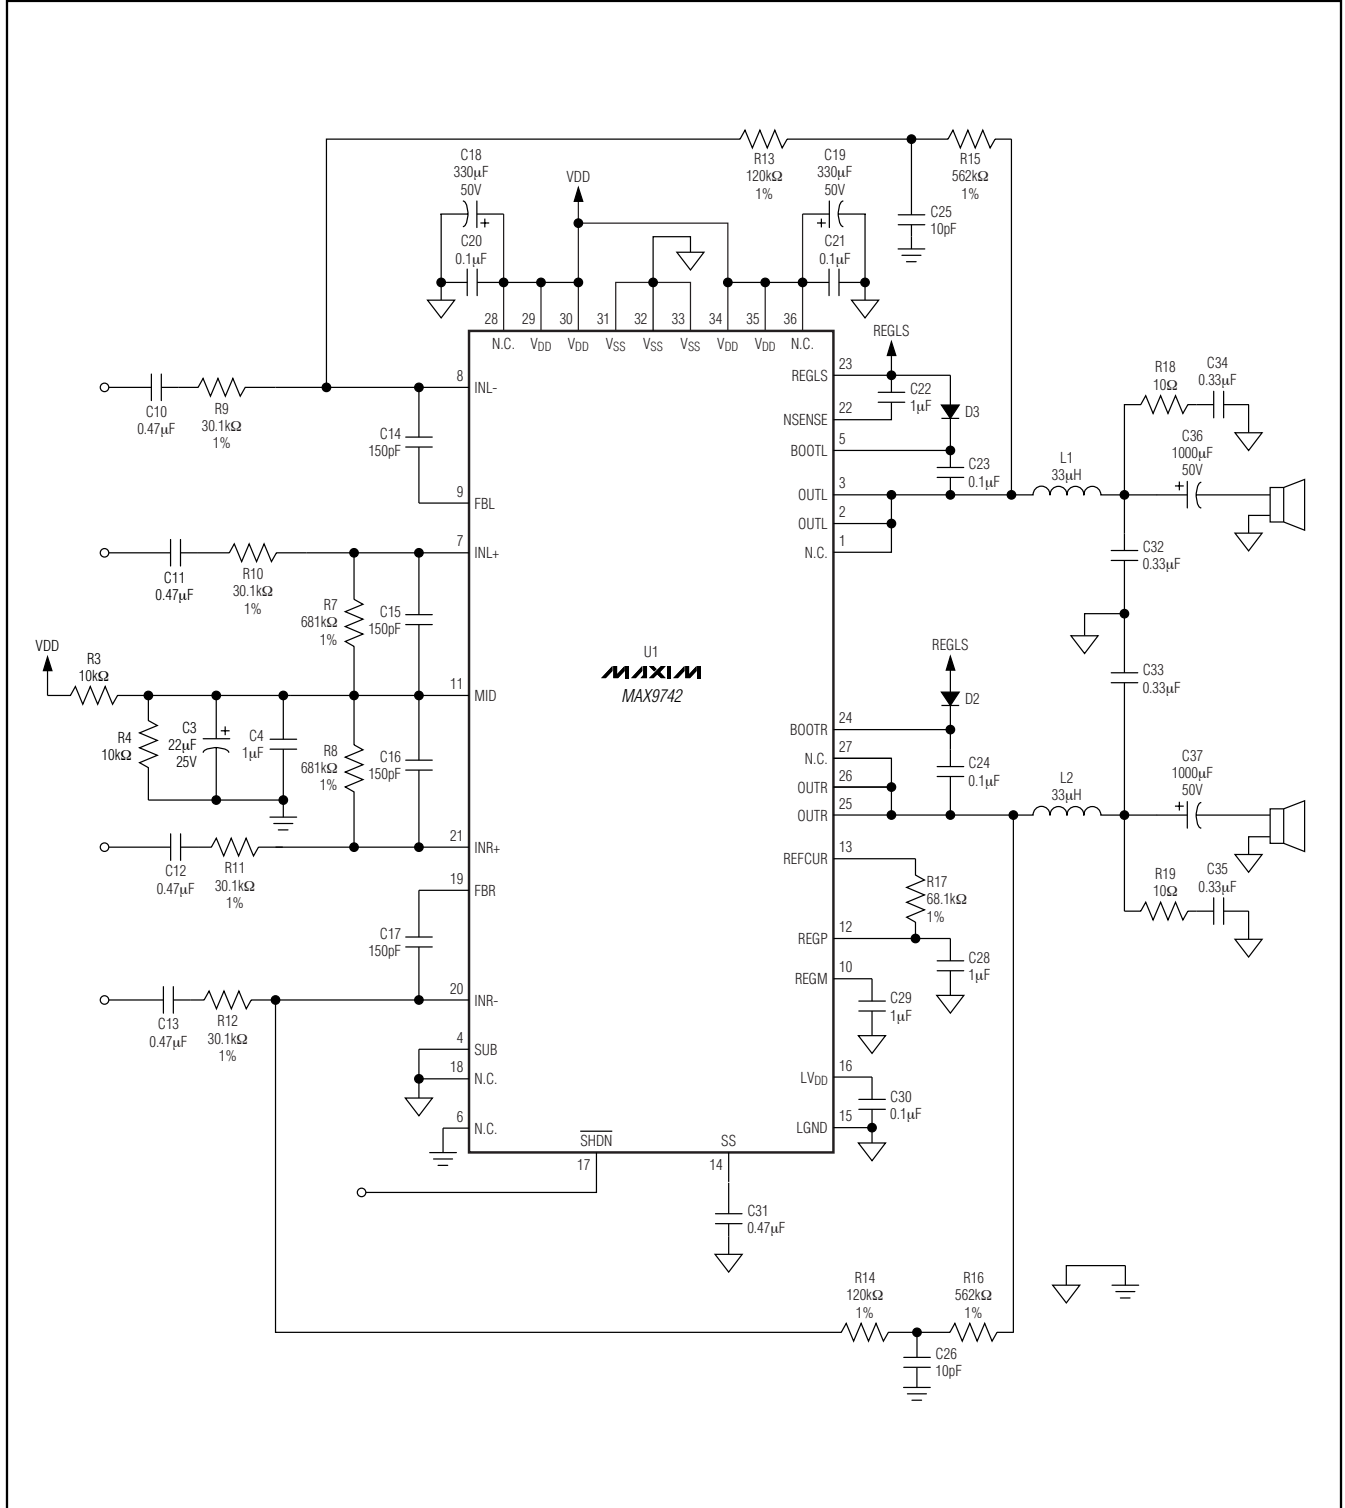 C18
330μF
50V
C20
0.1μF
VDD
R13
120kΩ
1%
C19
330μF
50V
C21
0.1μF
R15
562kΩ
1%
C25
10pF
+
+
28
29
30
31
32
33
34
35
36
N.C.
VDD
VDD
VSS
VSS
VSS
VDD
VDD
N.C.
C10
0.47μF
R9
30.1kΩ
1%
8
INL-
C14
150pF
9
FBL
C11
0.47μF
R10
30.1kΩ
1%
7
INL+
R7
681kΩ
1%
C15
150pF
VDD
R3
10kΩ
11
MID
R4
10kΩ
C3
22μF
25V
+
C4
1μF
R8
681kΩ
1%
C16
150pF
C12
0.47μF
R11
30.1kΩ
1%
21
INR+
19
FBR
C17
150pF
C13
0.47μF
R12
30.1kΩ
1%
20
INR-
4
SUB
18
N.C.
6
N.C.
U1
MAXIM
MAX9742
SHDN
17
SS
14
C31
0.47μF
REGLS
REGLS
23
C22
1μF
NSENSE
22
D3
BOOTL
5
C23
0.1μF
OUTL
3
OUTL
2
N.C.
1
L1
33μH
R18
10Ω
C34
0.33μF
C36
1000μF
50V
+
C32
0.33μF
C33
0.33μF
REGLS
D2
BOOTR
24
N.C.
27
OUTR
26
OUTR
25
C24
0.1μF
L2
33μH
C37
1000μF
50V
+
R19
10Ω
C35
0.33μF
REFCUR
13
R17
68.1kΩ
1%
REGP
12
C28
1μF
REGM
10
C29
1μF
LVDD
16
C30
0.1μF
LGND
15
R14
120kΩ
1%
R16
562kΩ
1%
C26
10pF